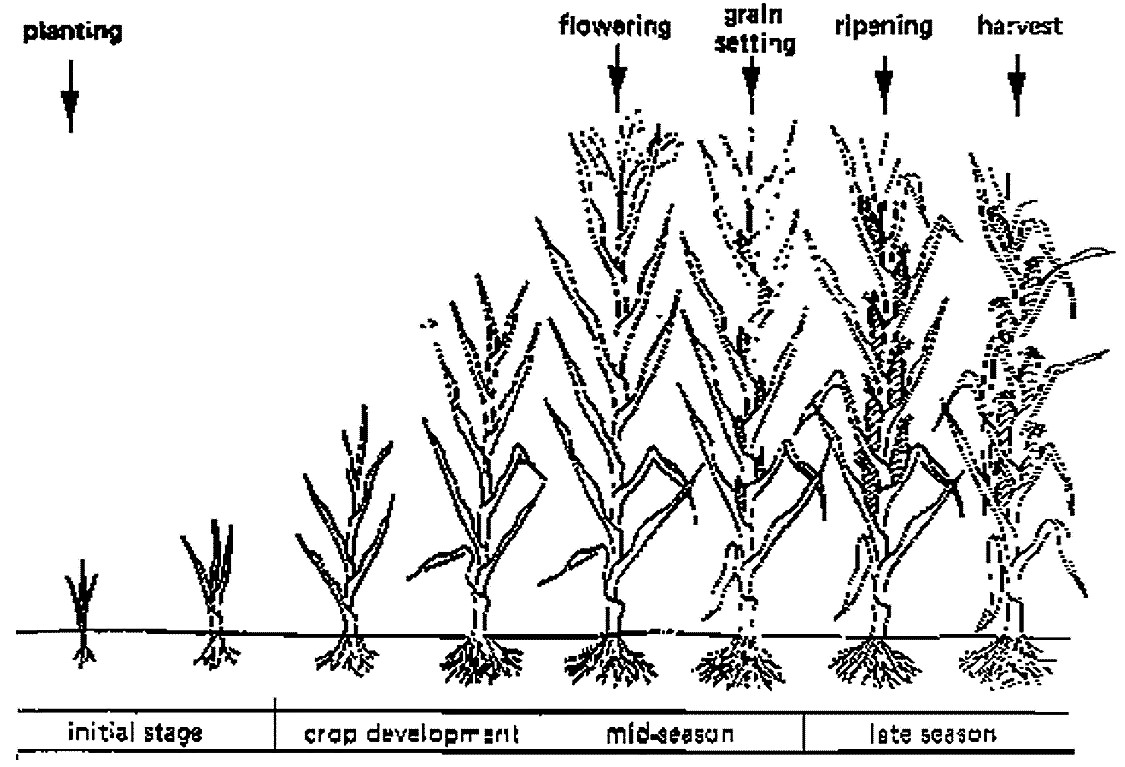 planting
flowering
grain
setting
ripening
harvest
initial stage
crop development
mid-season
late season